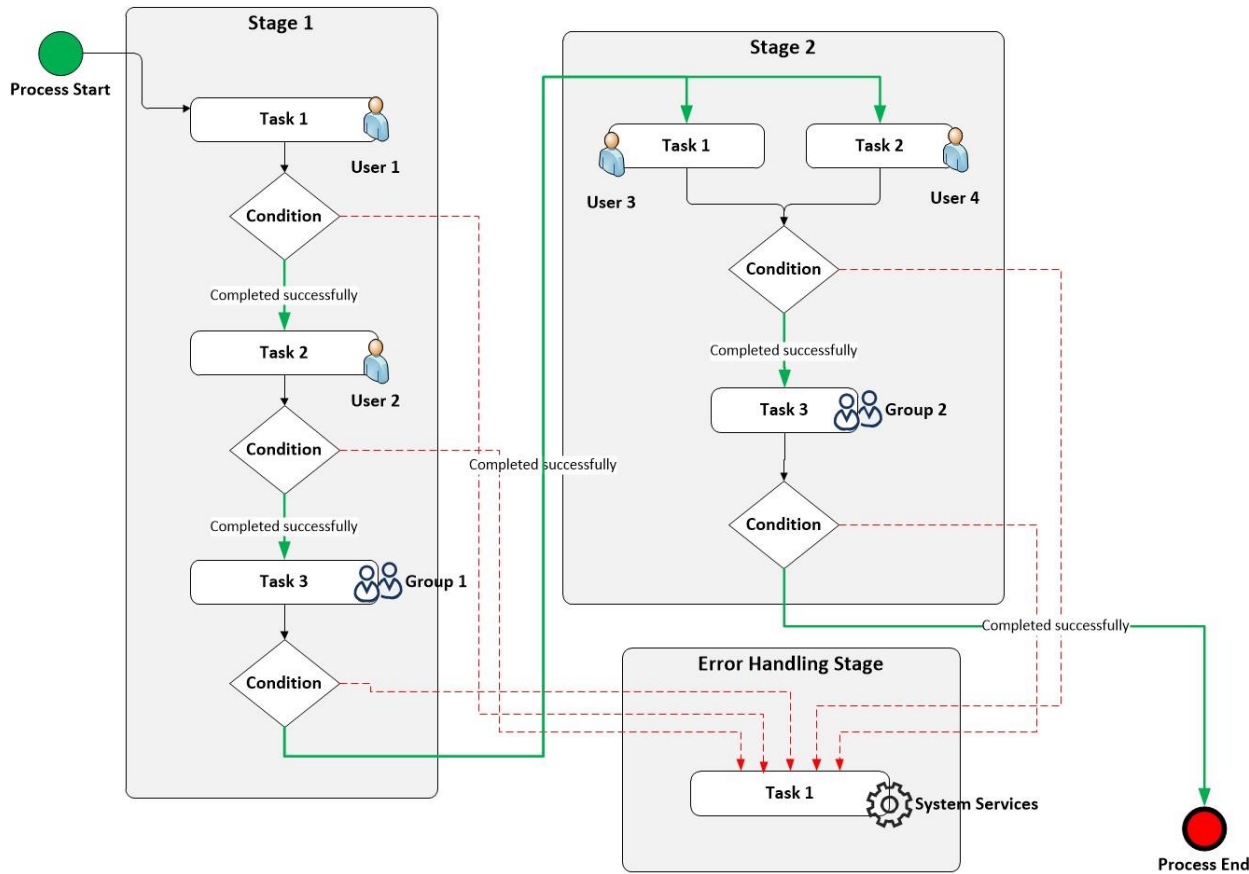 Stage 1
Process Start
Task 1
User 1
Condition
Completed successfully
Task 2
User 2
Condition
Completed successfully
Task 3
Group 1
Condition
Completed successfully
Stage 2
Task 1
User 3
Task 2
User 4
Condition
Completed successfully
Task 3
Group 2
Condition
Completed successfully
Error Handling Stage
Task 1
System Services
Process End